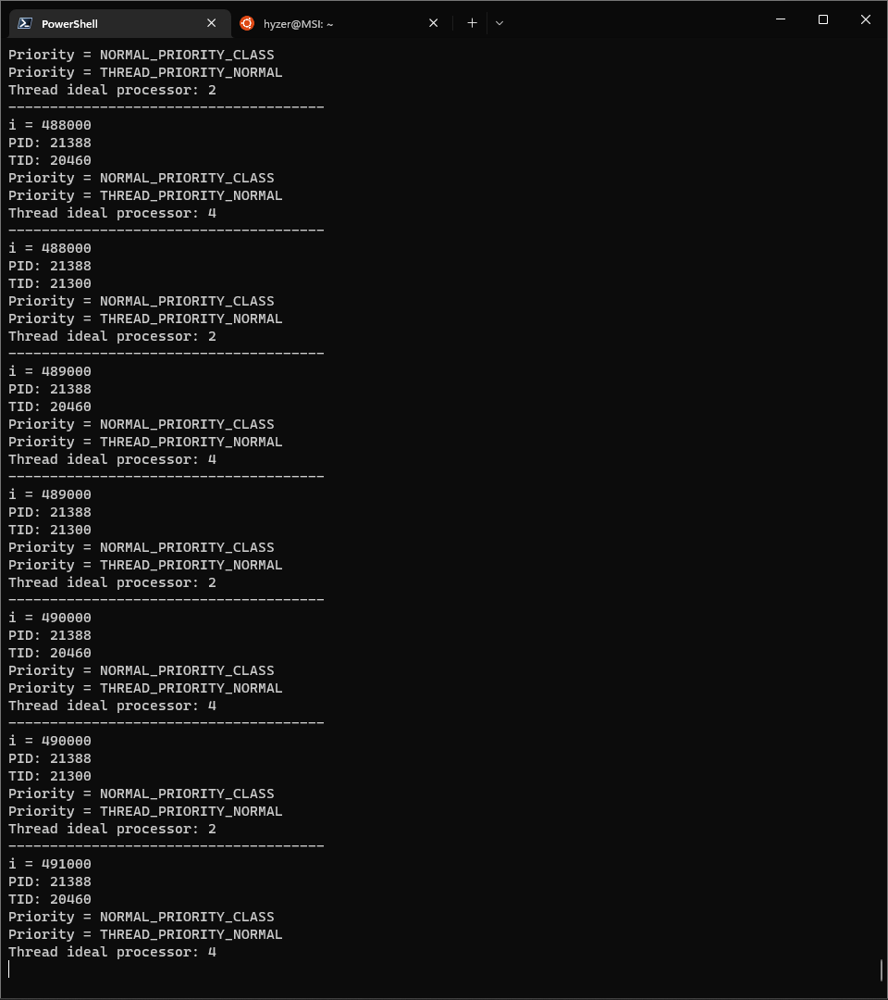 PowerShell
hyzer@MSI: ~
Priority = NORMAL_PRIORITY_CLASS
Priority = THREAD_PRIORITY_NORMAL
Thread ideal processor: 2
--------------------------------------
i = 488000
PID: 21388
TID: 20460
Priority = NORMAL_PRIORITY_CLASS
Priority = THREAD_PRIORITY_NORMAL
Thread ideal processor: 4
--------------------------------------
i = 488000
PID: 21388
TID: 21300
Priority = NORMAL_PRIORITY_CLASS
Priority = THREAD_PRIORITY_NORMAL
Thread ideal processor: 2
--------------------------------------
i = 489000
PID: 21388
TID: 20460
Priority = NORMAL_PRIORITY_CLASS
Priority = THREAD_PRIORITY_NORMAL
Thread ideal processor: 4
--------------------------------------
i = 489000
PID: 21388
TID: 21300
Priority = NORMAL_PRIORITY_CLASS
Priority = THREAD_PRIORITY_NORMAL
Thread ideal processor: 2
--------------------------------------
i = 490000
PID: 21388
TID: 20460
Priority = NORMAL_PRIORITY_CLASS
Priority = THREAD_PRIORITY_NORMAL
Thread ideal processor: 4
--------------------------------------
i = 490000
PID: 21388
TID: 21300
Priority = NORMAL_PRIORITY_CLASS
Priority = THREAD_PRIORITY_NORMAL
Thread ideal processor: 2
--------------------------------------
i = 491000
PID: 21388
TID: 20460
Priority = NORMAL_PRIORITY_CLASS
Priority = THREAD_PRIORITY_NORMAL
Thread ideal processor: 4